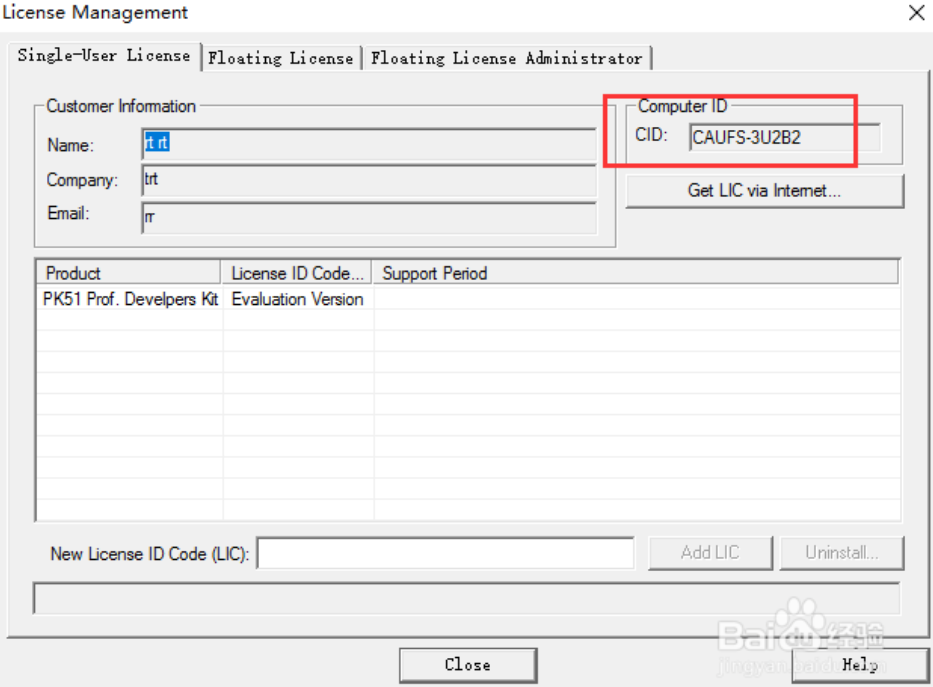 License Management
Single-User License
Floating License
Floating License Administrator
Customer Information
Name:
rt rt
Company:
trt
Email:
rr
Computer ID
CID:
CAUFS-3U2B2
Get LIC via Internet...
Product
License ID Code...
Support Period
PK51 Prof. Develpers Kit
Evaluation Version
New License ID Code (LIC):
Add LIC
Uninstall...
Close
Help
Baidu经验